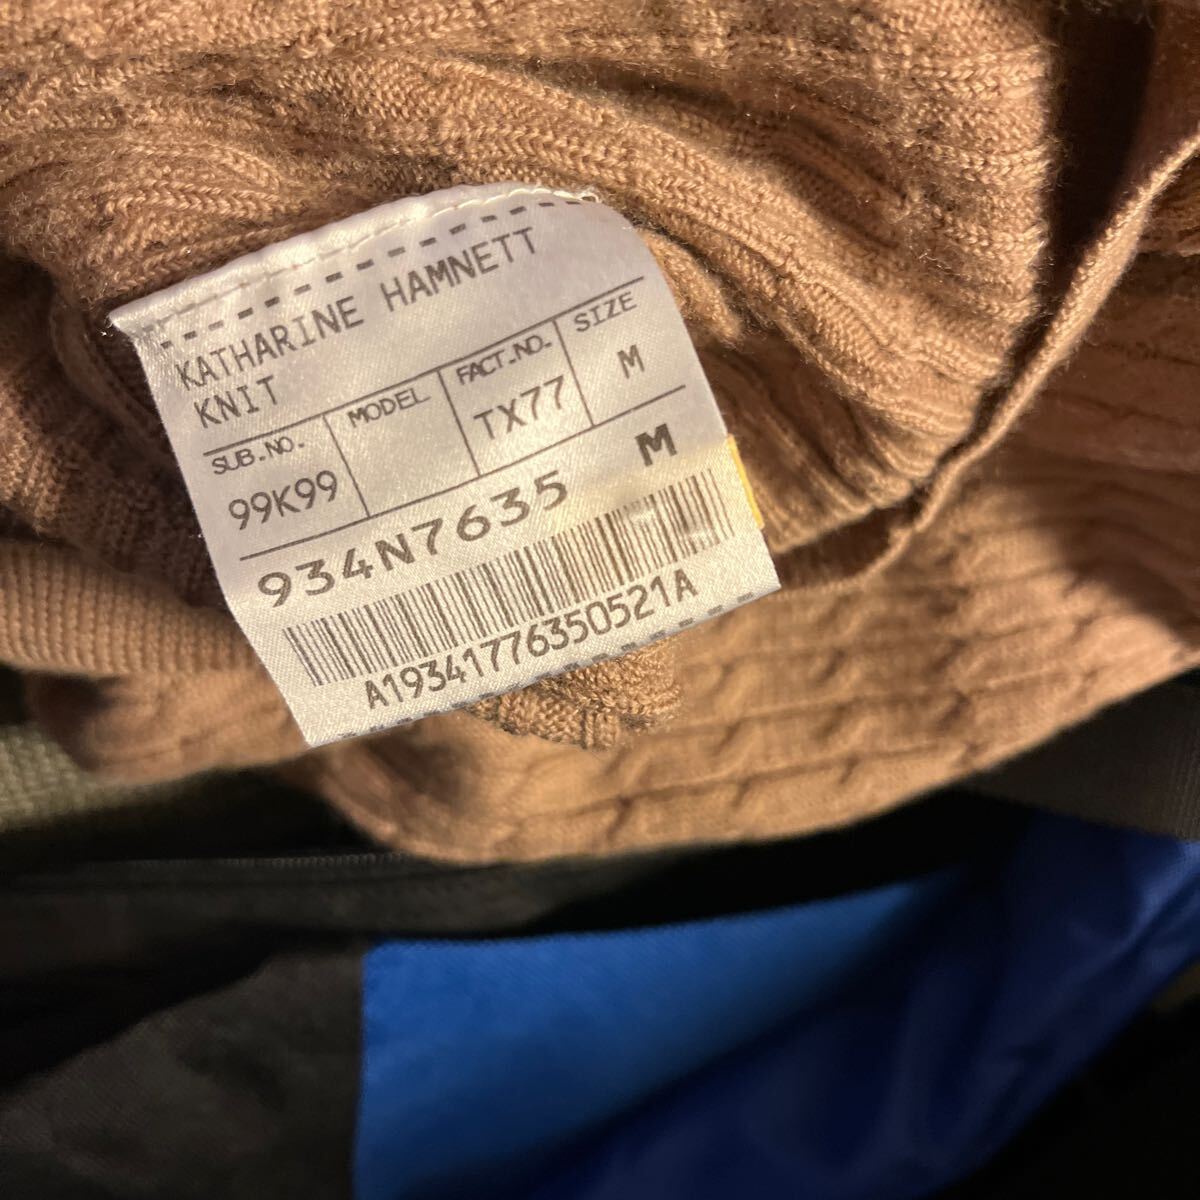 KATHARINE HAMNETT
KNIT
SUB.NO. MODEL FACT.NO. SIZE
99K99 TX77 M
934N7635 M
A19341776350521A